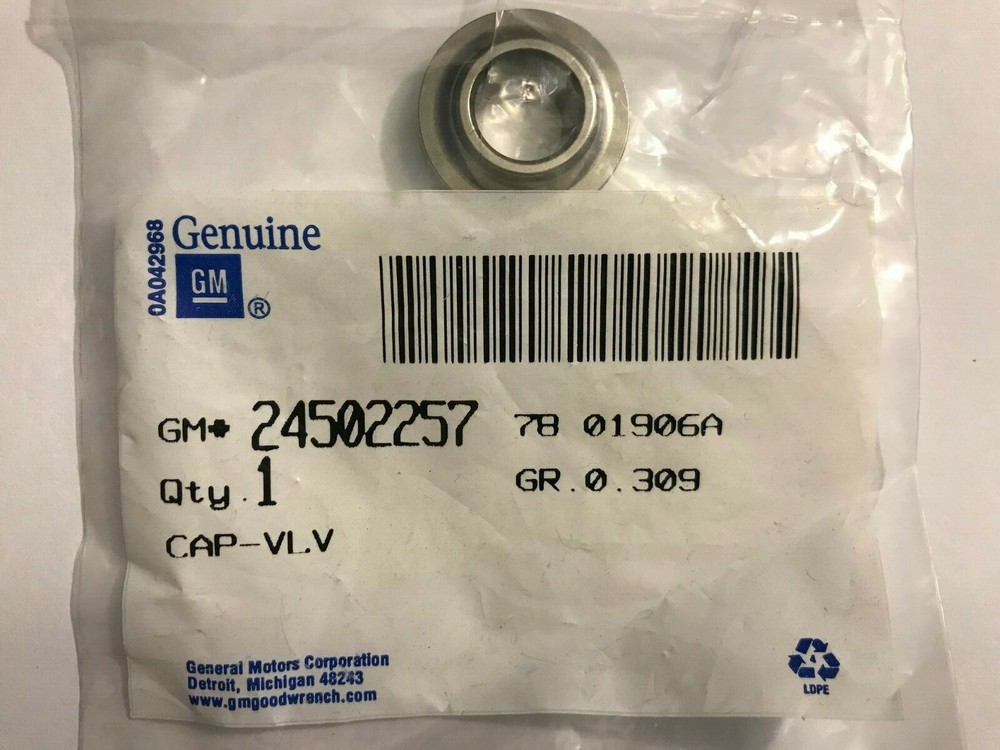 0A042968
Genuine
GM
®
GM# 24502257 78 01906A
Qty. 1 GR.0.309
CAP-VLV
General Motors Corporation
Detroit, Michigan 48243
www.gmgoodwrench.com
4
LDPE